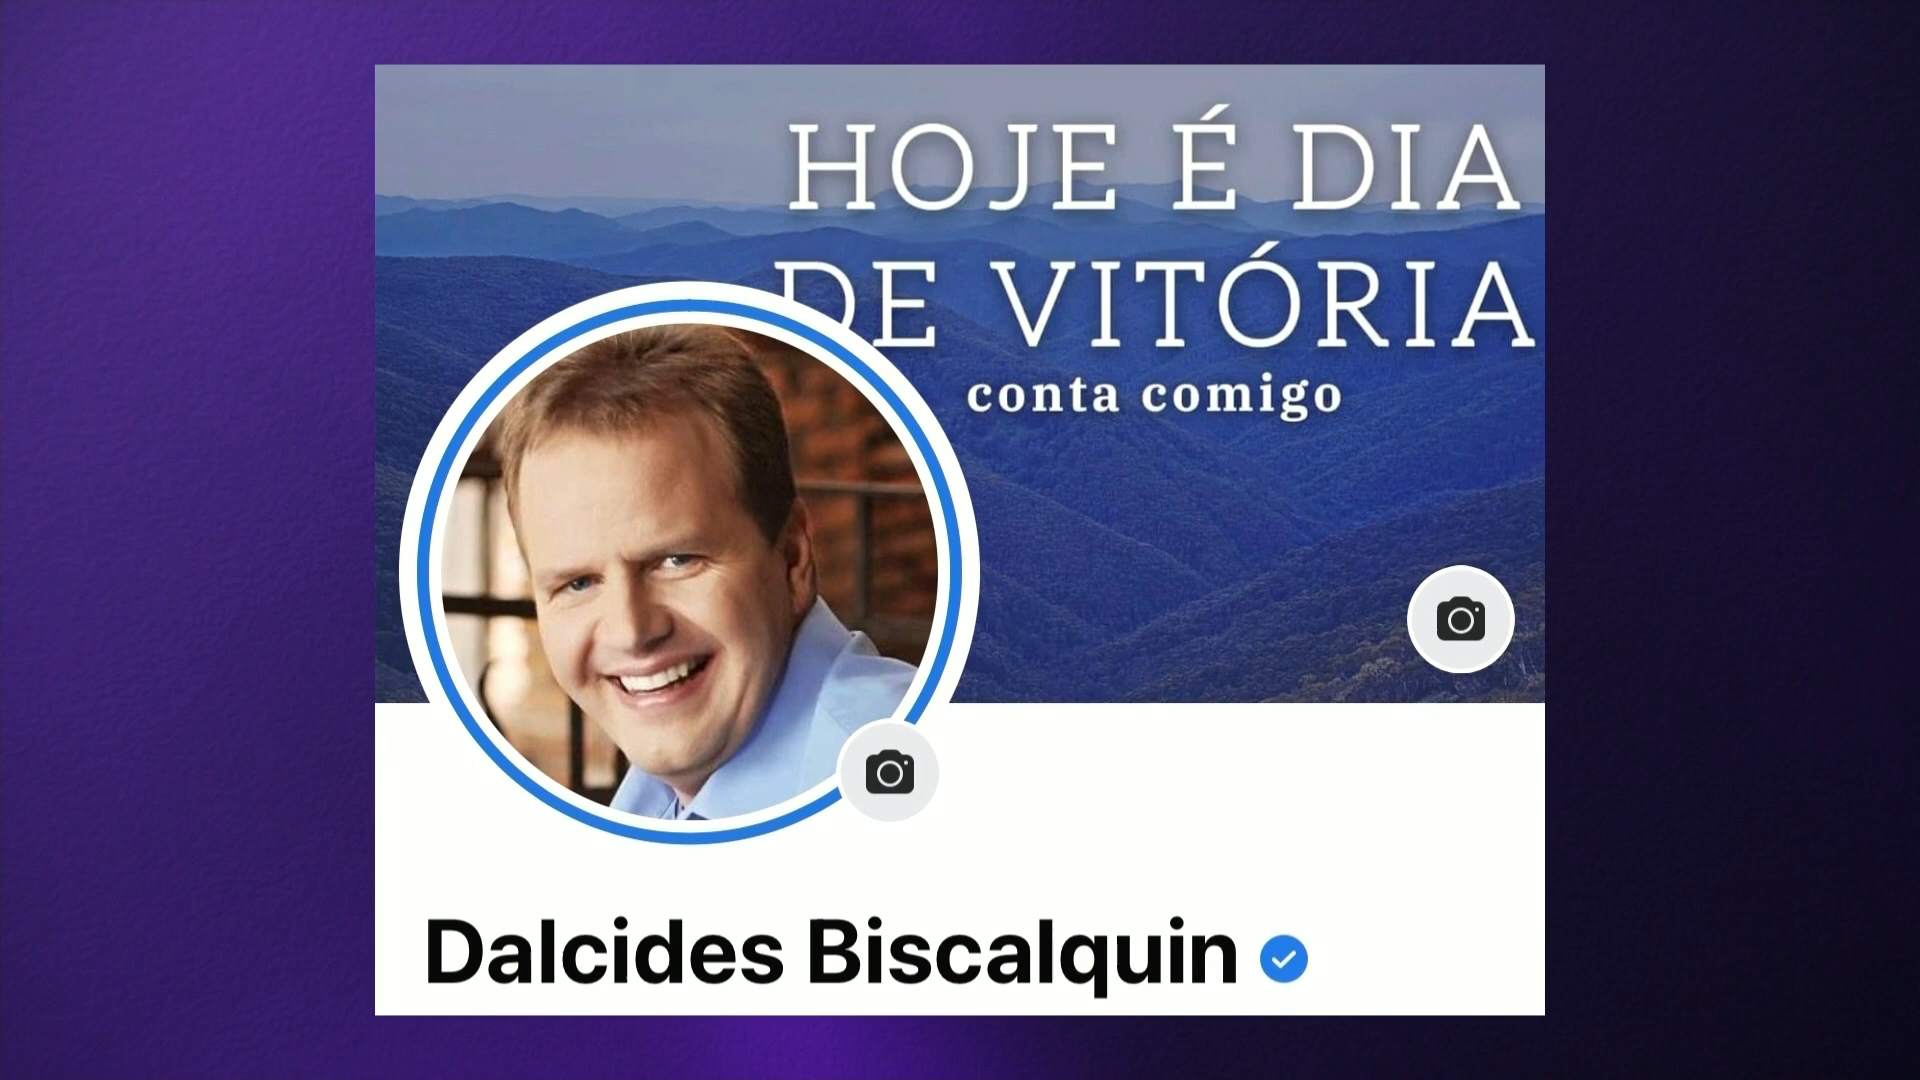 HOJE É DIA
DE VITÓRIA
conta comigo
Dalcides Biscalquin